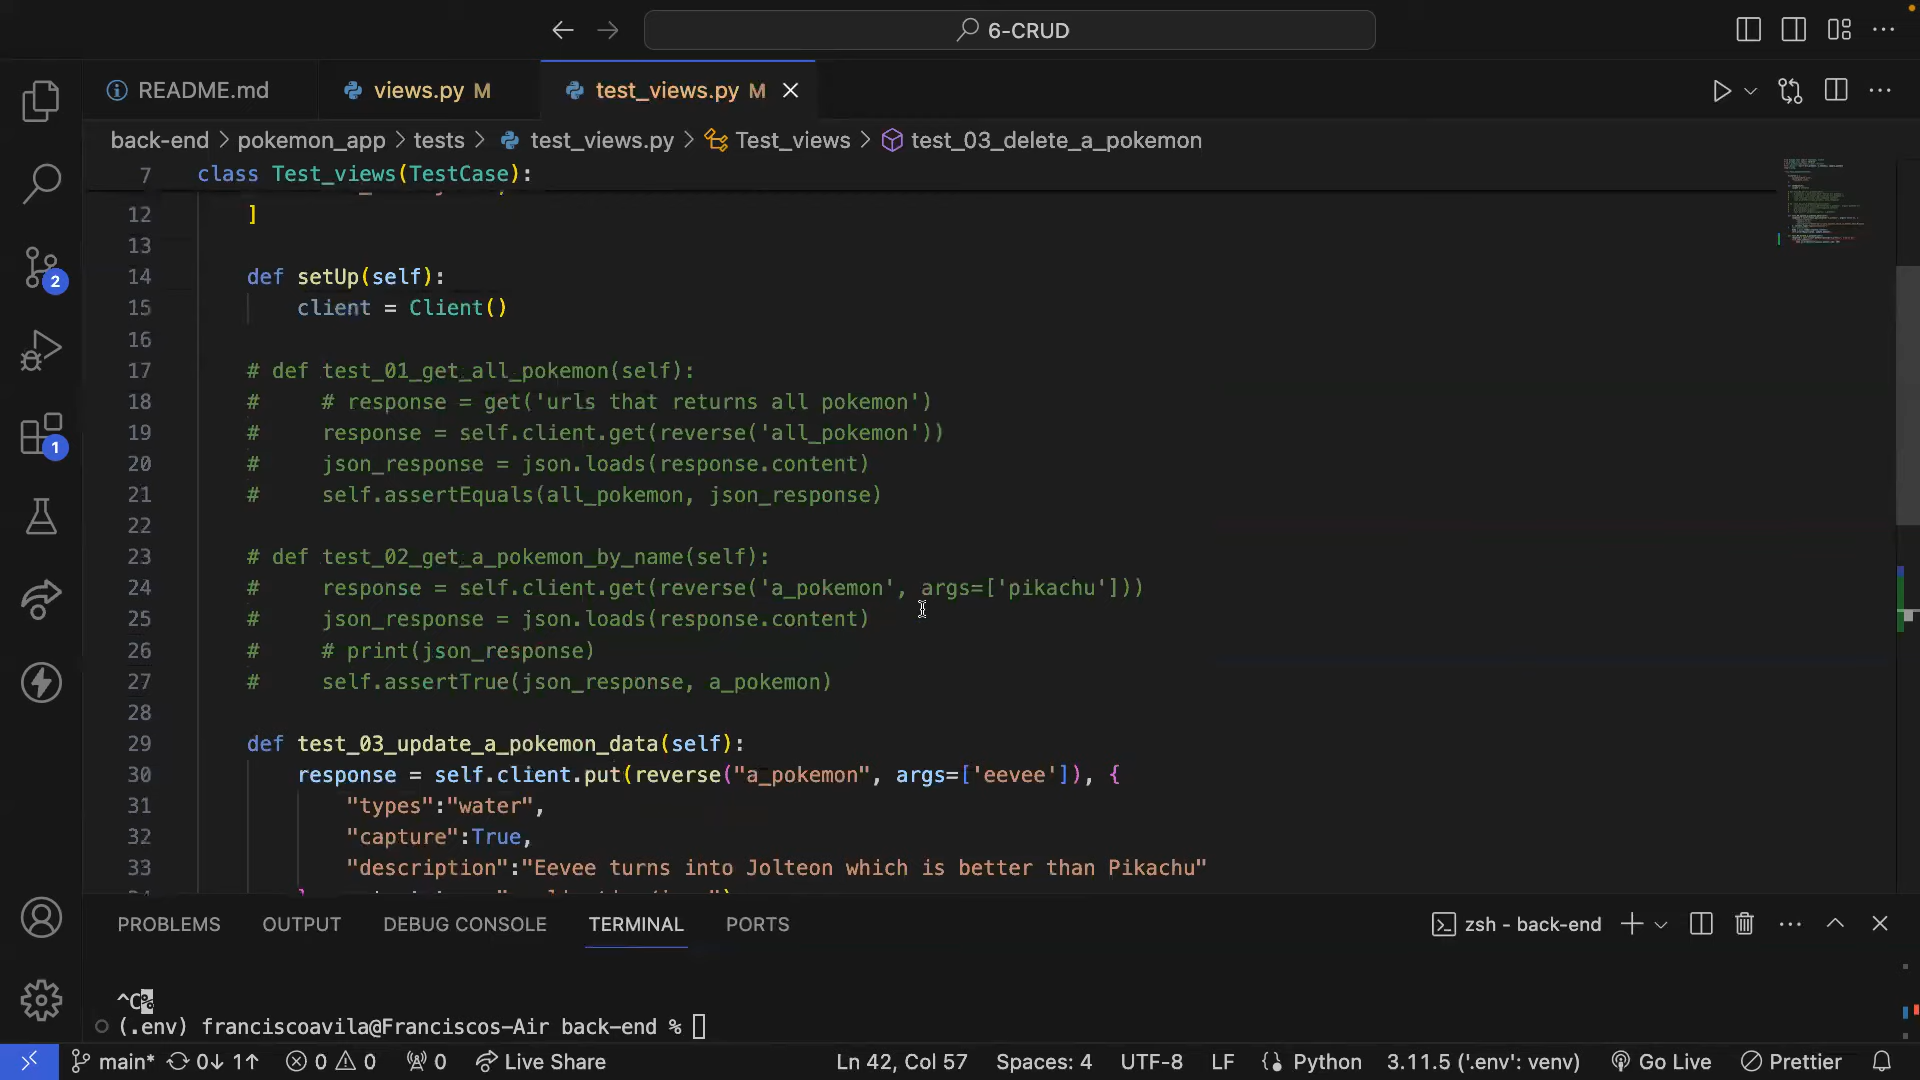 6-CRUD
README.md
views.py M
test_views.py M
back-end > pokemon_app > tests > test_views.py > Test_views > test_03_delete_a_pokemon
7 class Test_views(TestCase):
12 ]
13
14 def setUp(self):
15 client = Client()
16
17 # def test_01_get_all_pokemon(self):
18 # # response = get('urls that returns all pokemon')
19 # response = self.client.get(reverse('all_pokemon'))
20 # json_response = json.loads(response.content)
21 # self.assertEquals(all_pokemon, json_response)
22
23 # def test_02_get_a_pokemon_by_name(self):
24 # response = self.client.get(reverse('a_pokemon', args=['pikachu']))
25 # json_response = json.loads(response.content)
26 # # print(json_response)
27 # self.assertTrue(json_response, a_pokemon)
28
29 def test_03_update_a_pokemon_data(self):
30 response = self.client.put(reverse("a_pokemon", args=['eevee']), {
31 "types":"water",
32 "capture":True,
33 "description":"Eevee turns into Jolteon which is better than Pikachu"
2
1
PROBLEMS OUTPUT DEBUG CONSOLE TERMINAL PORTS
zsh - back-end
^C%
(.env) franciscoavila@Franciscos-Air back-end %
main* 0↓ 1↑ 0 0 0 Live Share
Ln 42, Col 57 Spaces: 4 UTF-8 LF Python 3.11.5 ('.env': venv) Go Live Prettier